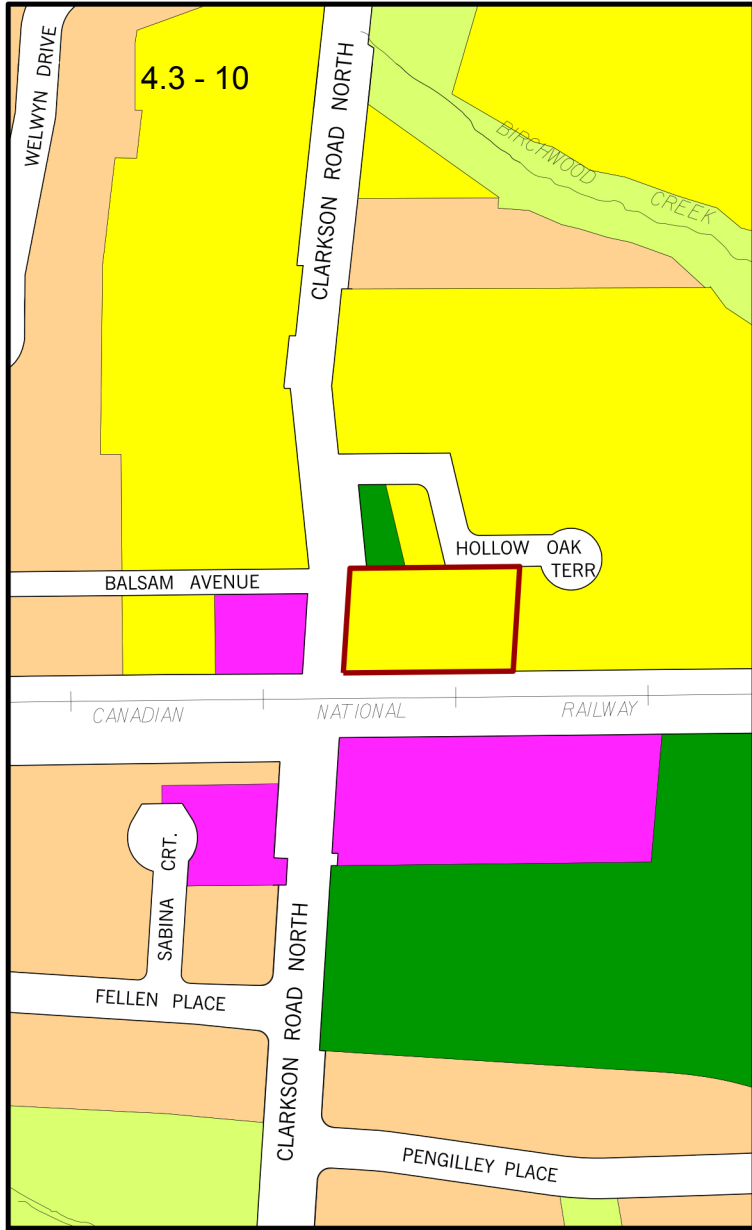 WELWYN DRIVE
4.3 - 10
CLARKSON ROAD NORTH
BIRCHWOOD
CREEK
HOLLOW OAK
TERR
BALSAM AVENUE
CANADIAN NATIONAL RAILWAY
SABINA CRT.
FELLEN PLACE
CLARKSON ROAD NORTH
PENGILLEY PLACE